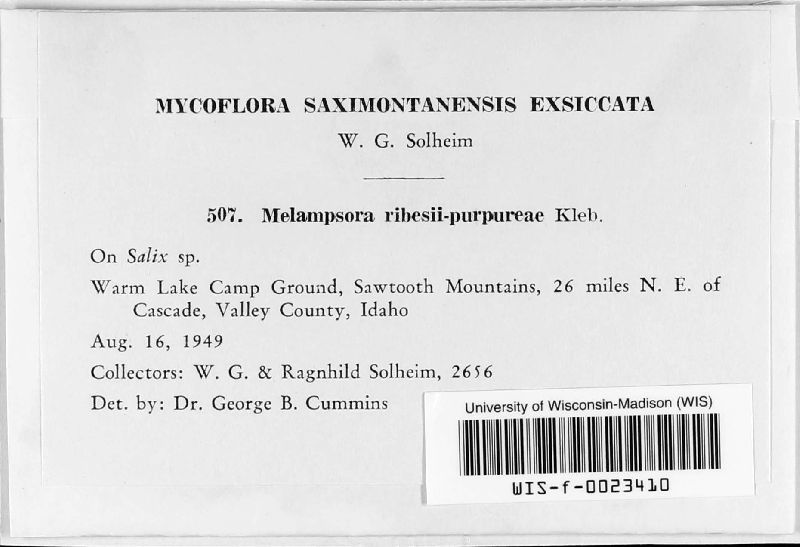 MYCOFLORA SAXIMONTANENSIS EXSICCATA
W. G. Solheim
507. Melampsora ribesii-purpureae Kleb.
On Salix sp.
Warm Lake Camp Ground, Sawtooth Mountains, 26 miles N. E. of
Cascade, Valley County, Idaho
Aug. 16, 1949
Collectors: W. G. & Ragnhild Solheim, 2656
Det. by: Dr. George B. Cummins
University of Wisconsin-Madison (WIS)
WIS-f-0023410